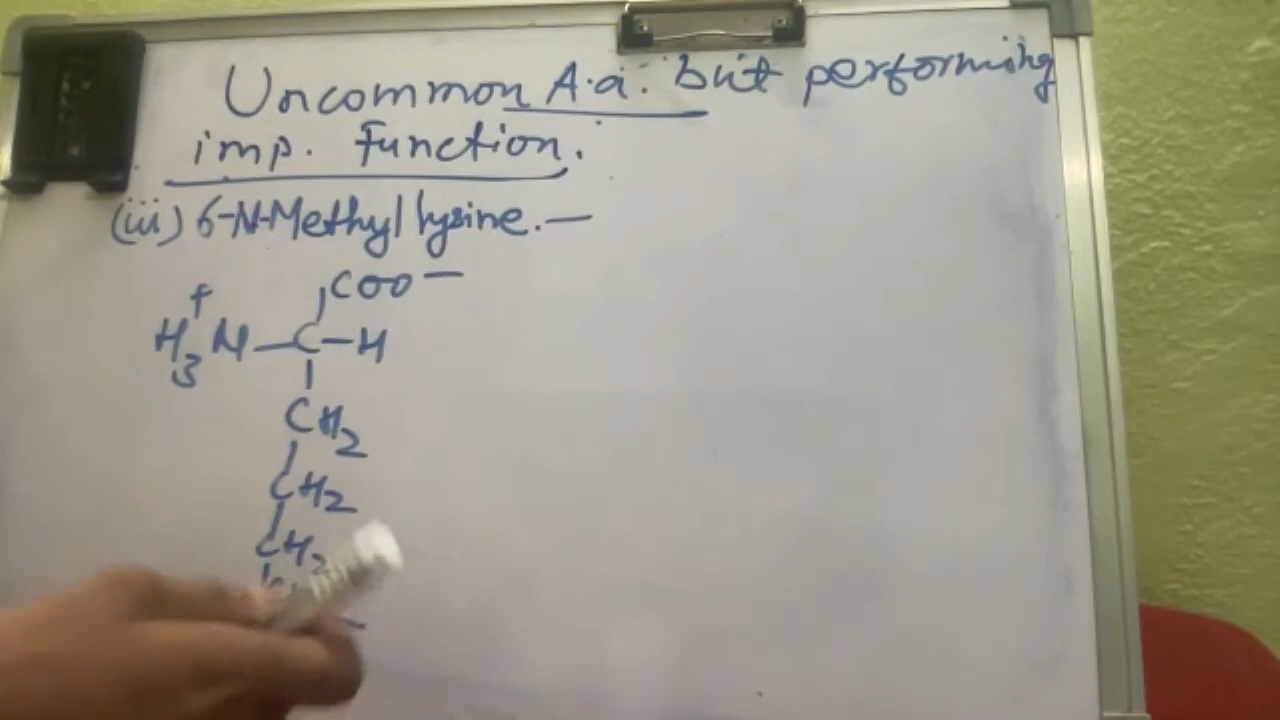 Uncommon A.a. but performing
imp. Function.
(iii) 6-N-Methyl lysine. —
COO−
H3N+ — C — H
CH2
CH2
CH2